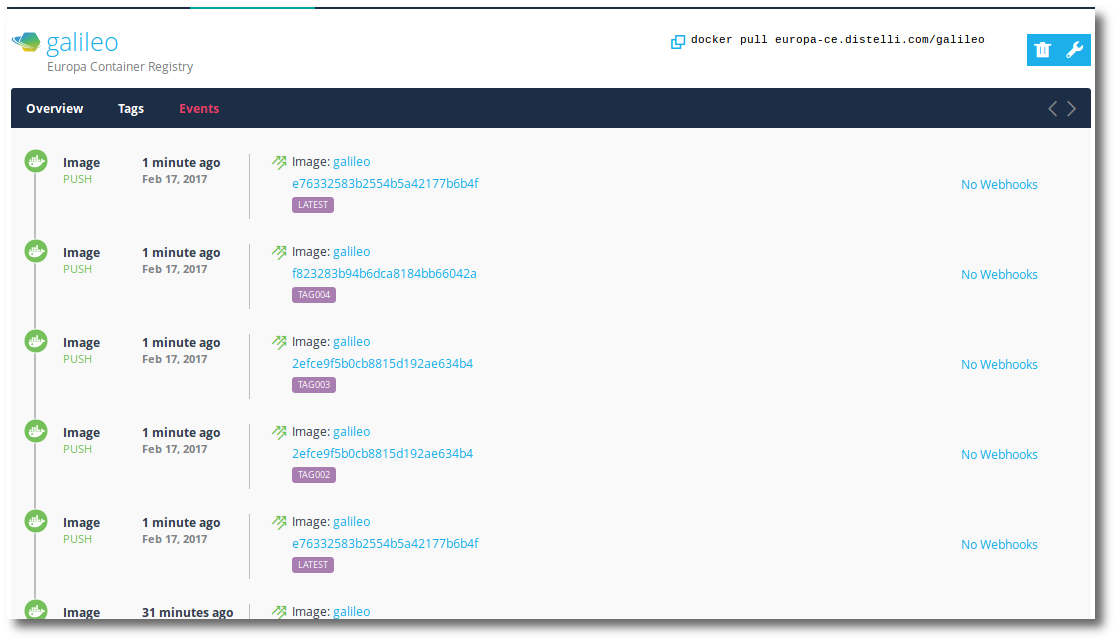 galileo
Europa Container Registry
docker pull europa-ce.distelli.com/galileo
Overview Tags Events
Image 1 minute ago Image: galileo
PUSH Feb 17, 2017 e76332583b2554b5a42177b6b4f No Webhooks
LATEST
Image 1 minute ago Image: galileo
PUSH Feb 17, 2017 f823283b94b6dca8184bb66042a No Webhooks
TAG004
Image 1 minute ago Image: galileo
PUSH Feb 17, 2017 2efce9f5b0cb8815d192ae634b4 No Webhooks
TAG003
Image 1 minute ago Image: galileo
PUSH Feb 17, 2017 2efce9f5b0cb8815d192ae634b4 No Webhooks
TAG002
Image 1 minute ago Image: galileo
PUSH Feb 17, 2017 e76332583b2554b5a42177b6b4f No Webhooks
LATEST
Image 31 minutes ago Image: galileo